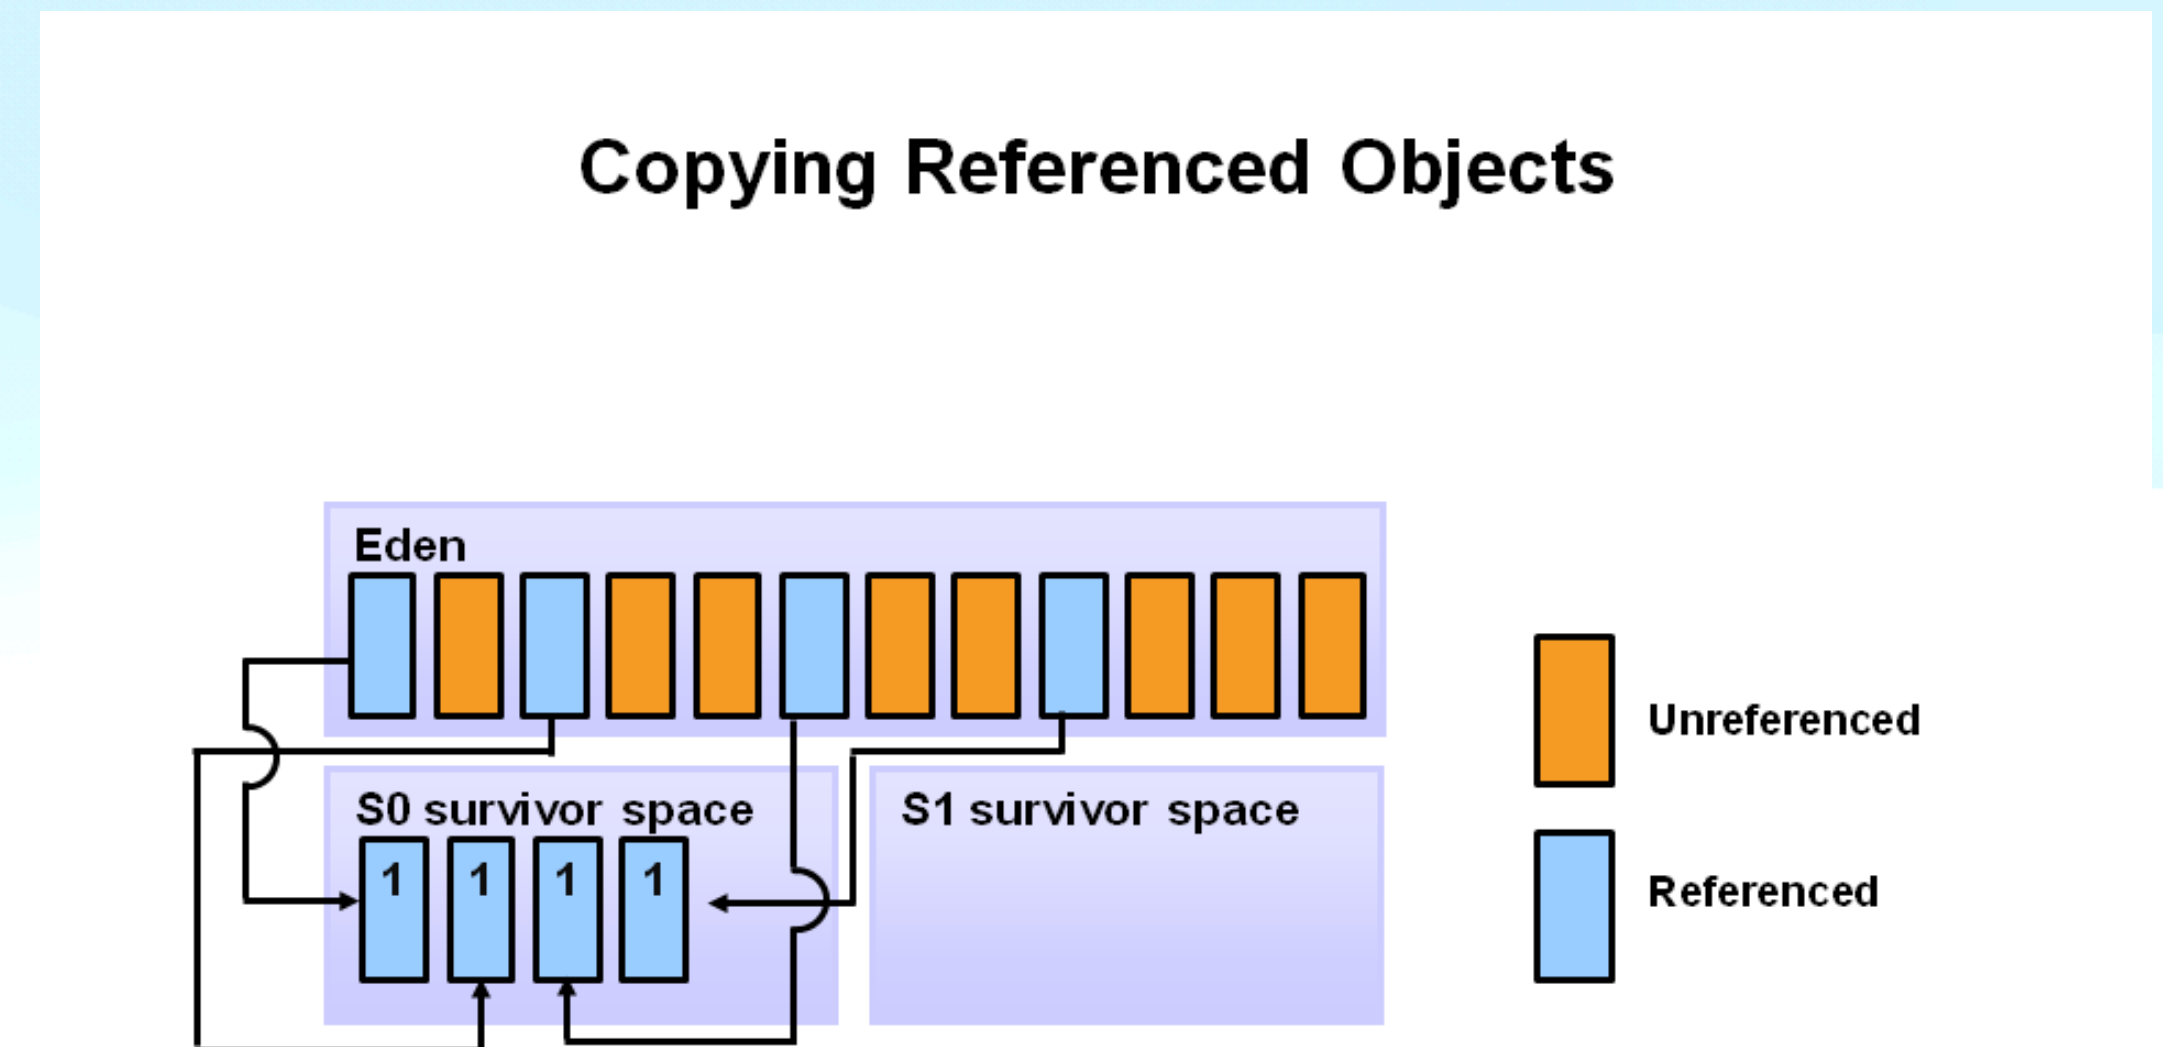 Copying Referenced Objects
Eden
Unreferenced
S0 survivor space
S1 survivor space
1 1 1 1
Referenced